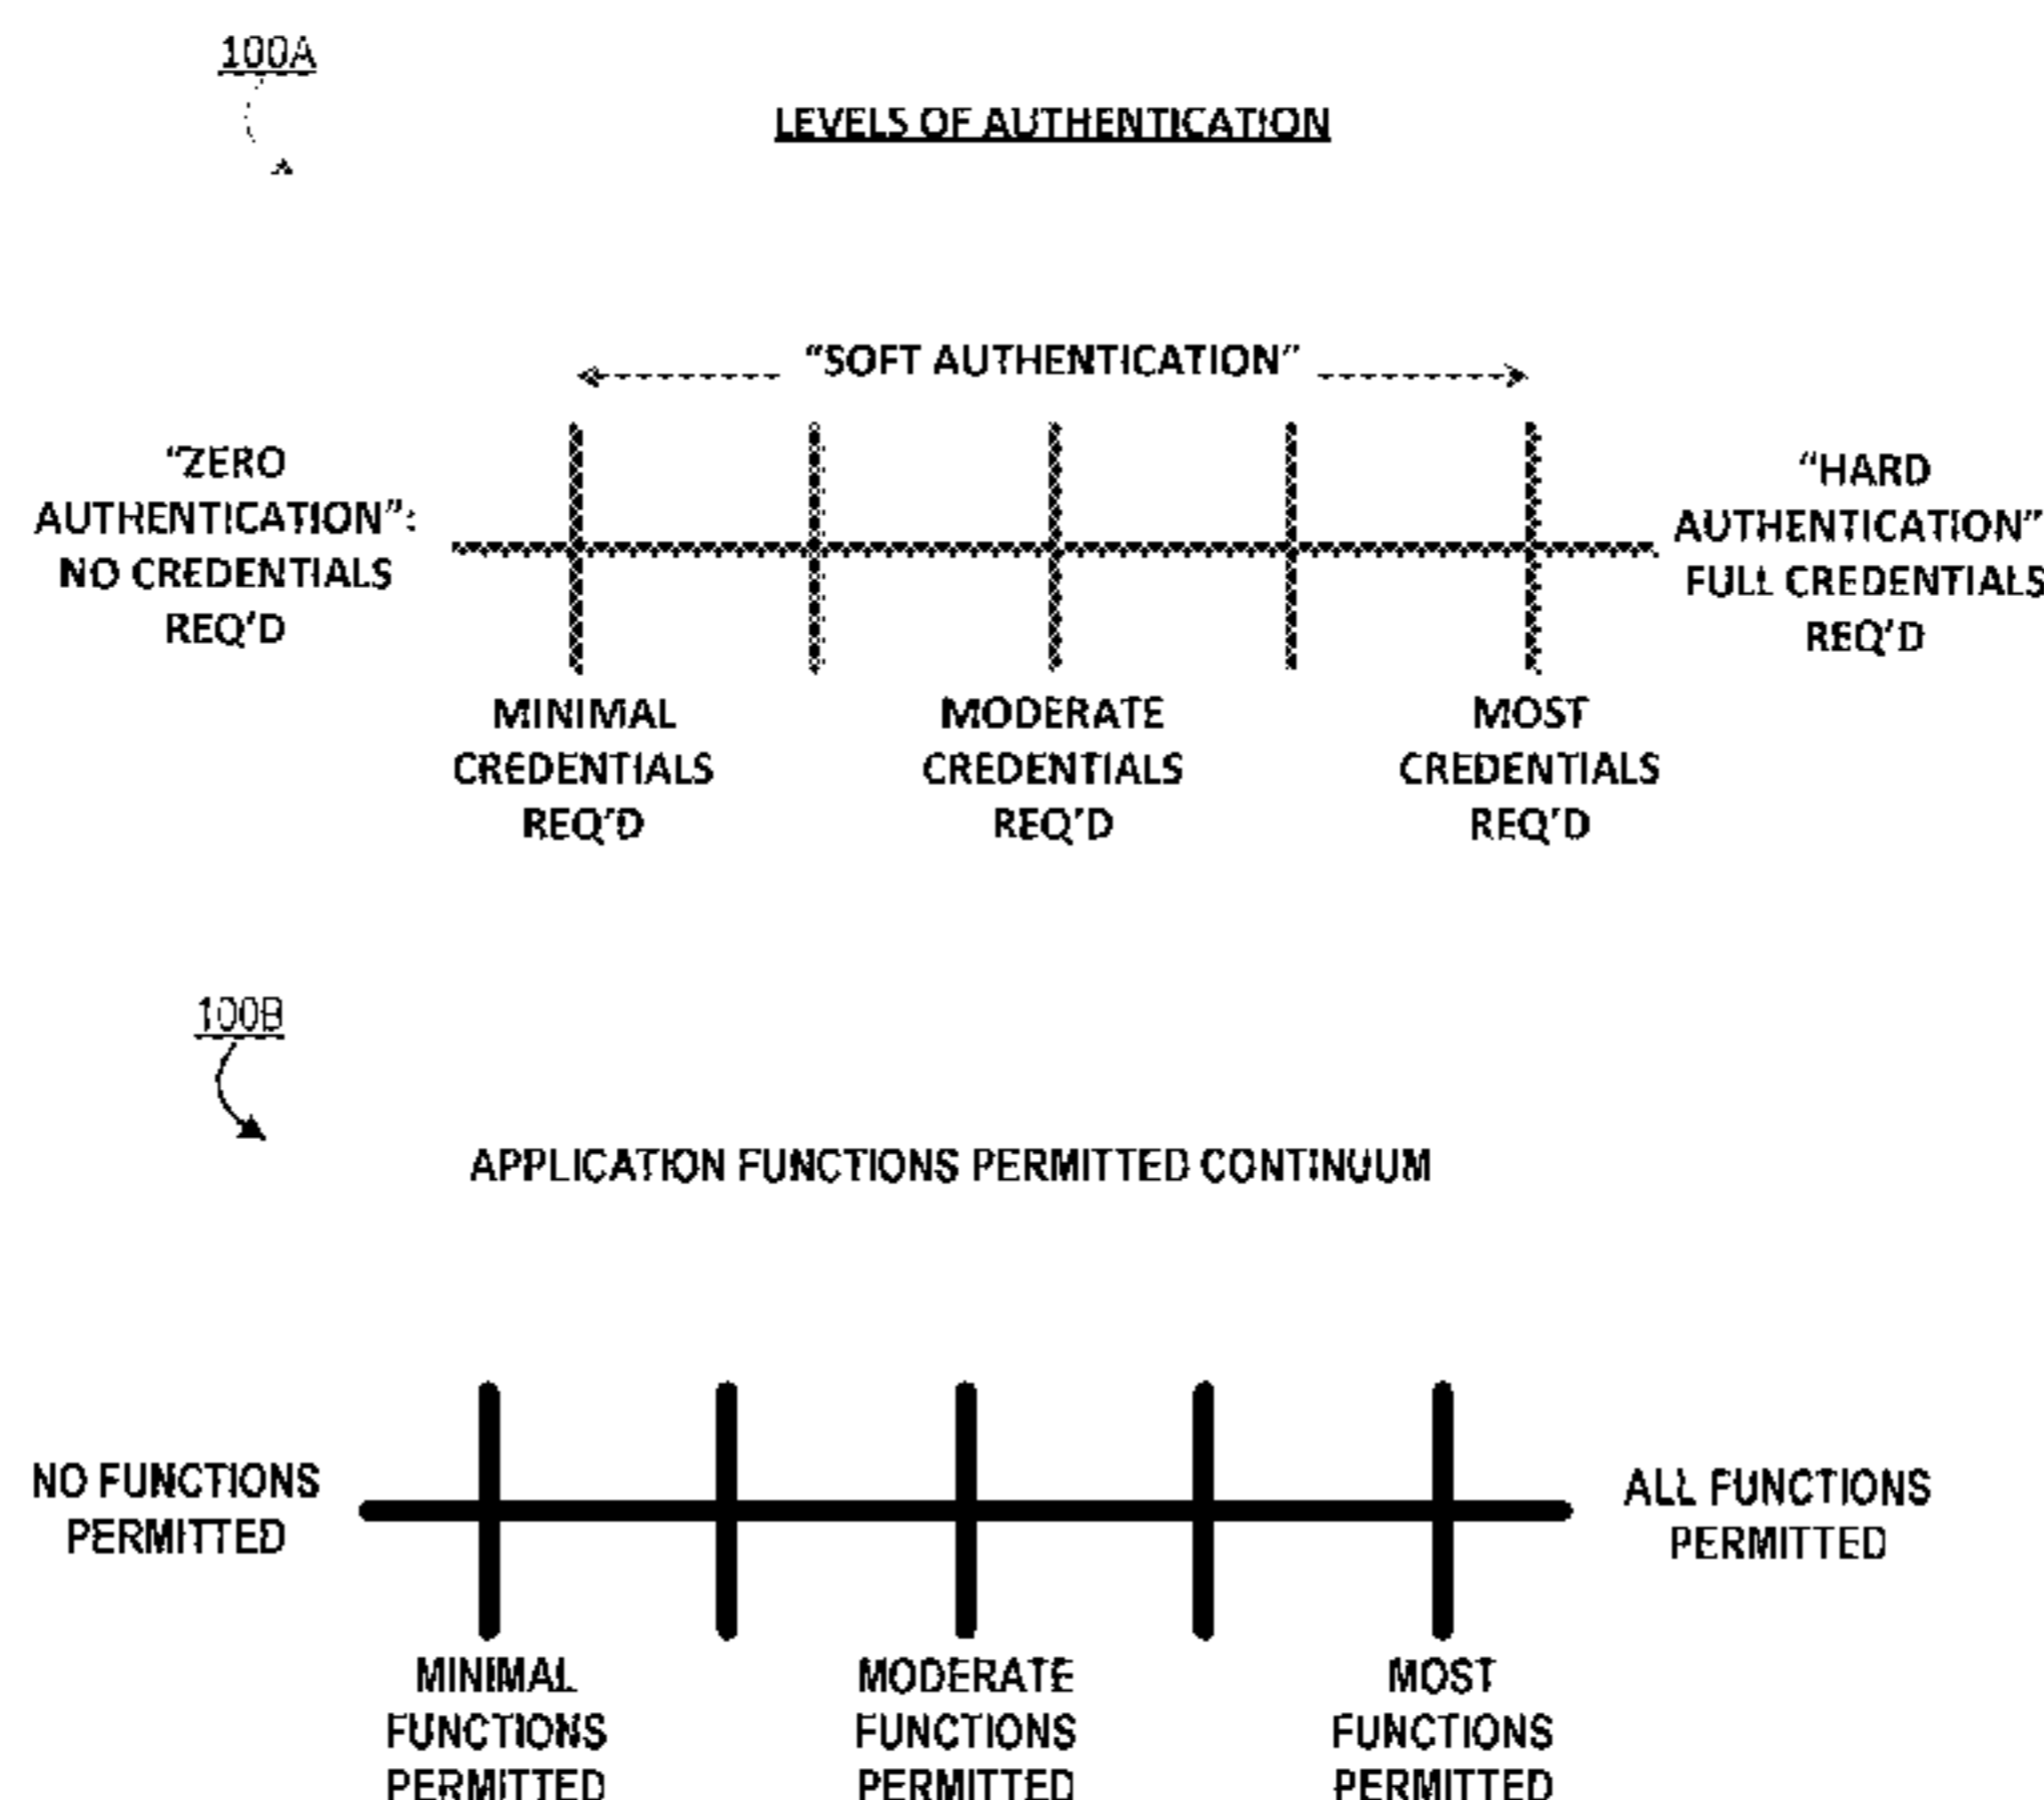 100A
LEVELS OF AUTHENTICATION
“SOFT AUTHENTICATION”
“ZERO
AUTHENTICATION”:
NO CREDENTIALS
REQ’D
“HARD
AUTHENTICATION”
FULL CREDENTIALS
REQ’D
MINIMAL
CREDENTIALS
REQ’D
MODERATE
CREDENTIALS
REQ’D
MOST
CREDENTIALS
REQ’D
100B
APPLICATION FUNCTIONS PERMITTED CONTINUUM
NO FUNCTIONS
PERMITTED
ALL FUNCTIONS
PERMITTED
MINIMAL
FUNCTIONS
PERMITTED
MODERATE
FUNCTIONS
PERMITTED
MOST
FUNCTIONS
PERMITTED